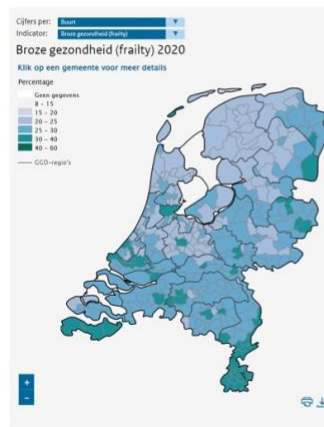 Cijfers per: Buurt
Indicator: Broze gezondheid (frailty)
Broze gezondheid (frailty) 2020
Klik op een gemeente voor meer details
Percentage
Geen gegevens
8 - 15
15 - 20
20 - 25
25 - 30
30 - 40
40 - 60
GGD-regio's
+
-